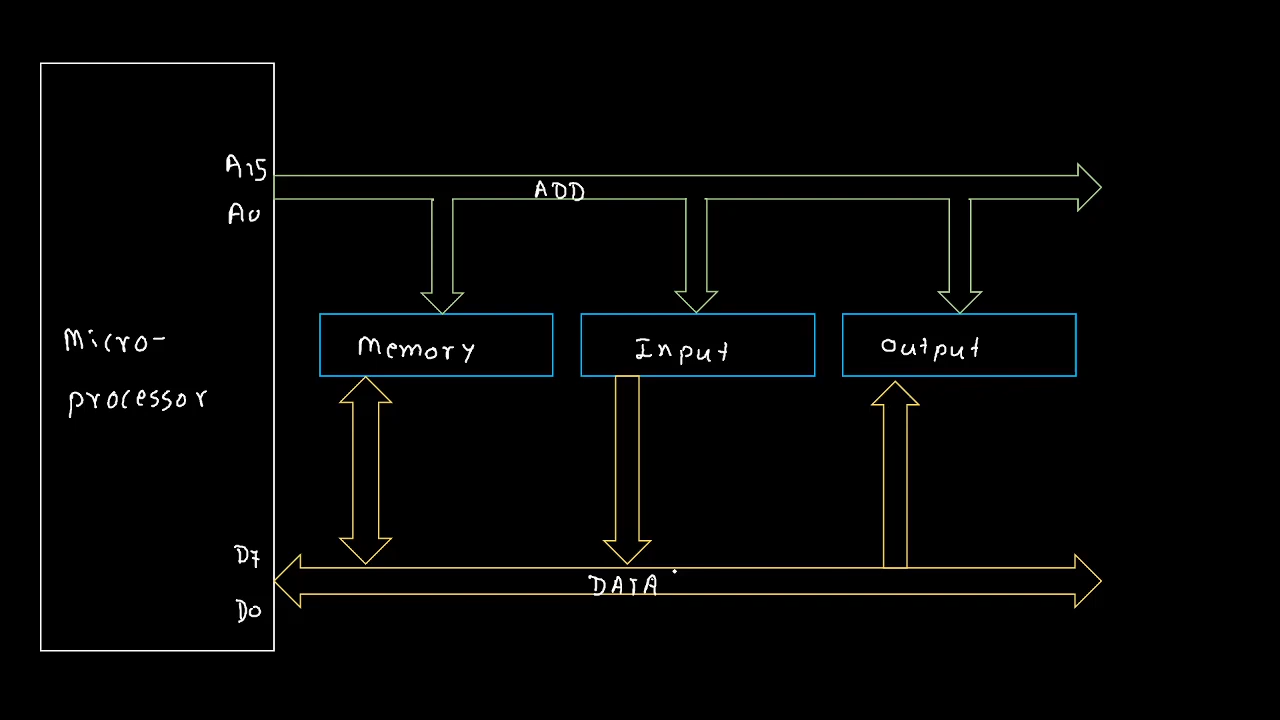 A15
ADD
A0
Micro-
processor
Memory
Input
output
D7
DATA
D0